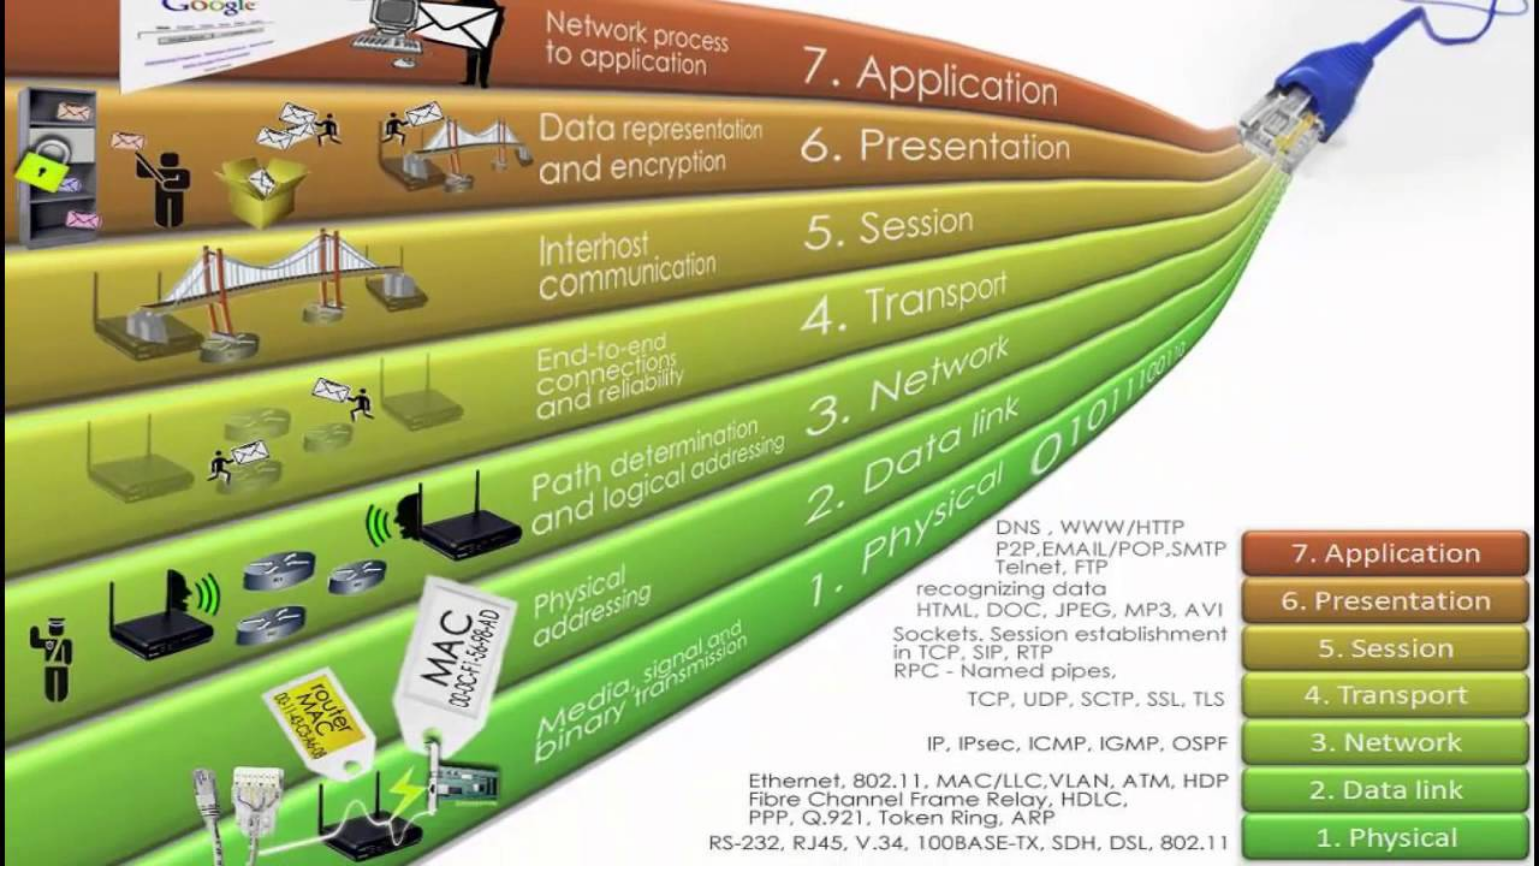 Google
Network process
to application
7. Application
Data representation
and encryption
6. Presentation
Interhost
communication
5. Session
End-to-end
connections
and reliability
4. Transport
Path determination
and logical addressing
3. Network
Physical
addressing
2. Data link
Media, signal and
binary transmission
1. Physical
MAC
router
MAC
DNS , WWW/HTTP
P2P,EMAIL/POP,SMTP
Telnet, FTP
7. Application
recognizing data
HTML, DOC, JPEG, MP3, AVI
6. Presentation
Sockets. Session establishment
in TCP, SIP, RTP
RPC - Named pipes,
5. Session
TCP, UDP, SCTP, SSL, TLS
4. Transport
IP, IPsec, ICMP, IGMP, OSPF
3. Network
Ethernet, 802.11, MAC/LLC,VLAN, ATM, HDP
Fibre Channel Frame Relay, HDLC,
PPP, Q.921, Token Ring, ARP
2. Data link
RS-232, RJ45, V.34, 100BASE-TX, SDH, DSL, 802.11
1. Physical